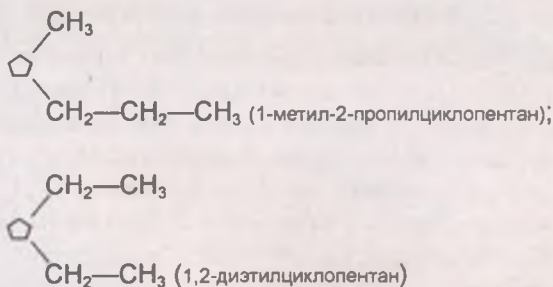 CH₃
CH₂—CH₂—CH₃ (1-метил-2-пропилциклопентан);
CH₂—CH₃
CH₂—CH₃ (1,2-диэтилциклопентан)